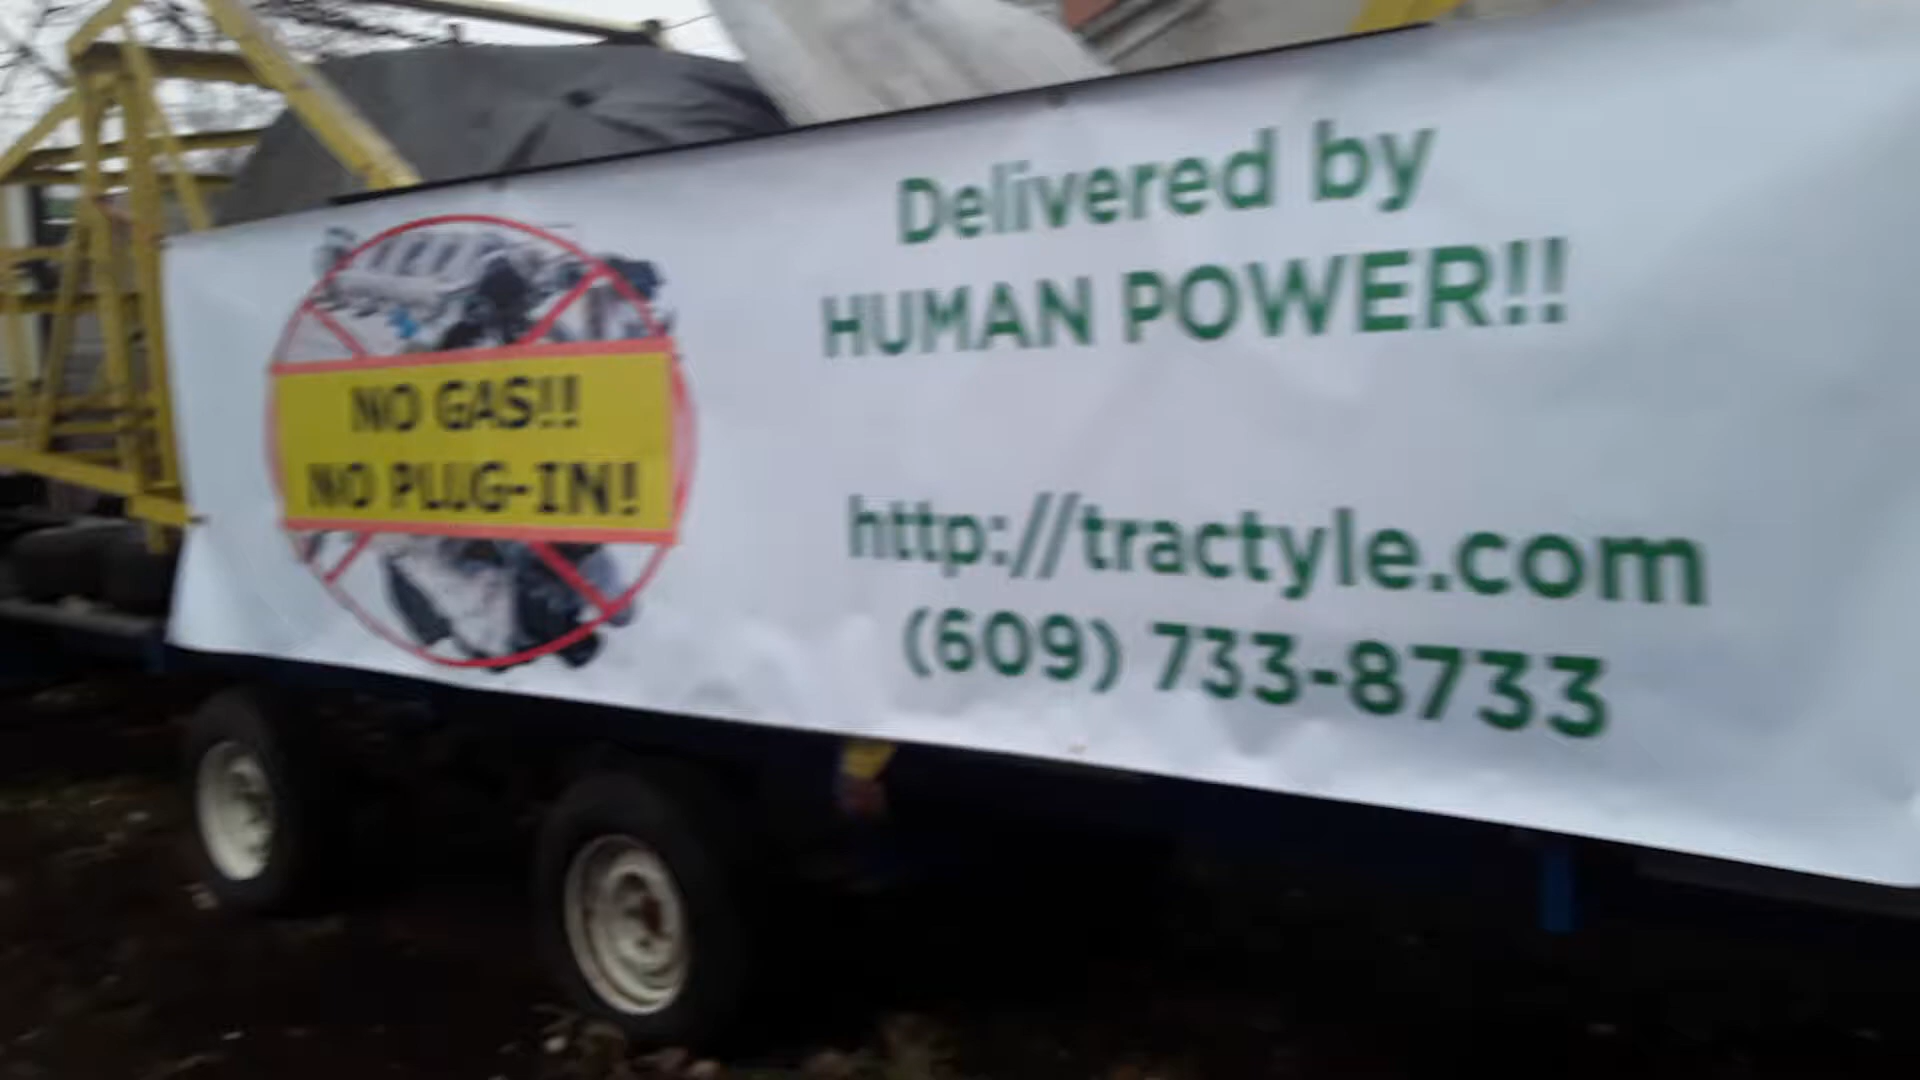 Delivered by
HUMAN POWER!!
NO GAS!!
NO PLUG-IN!
http://tractyle.com
(609) 733-8733